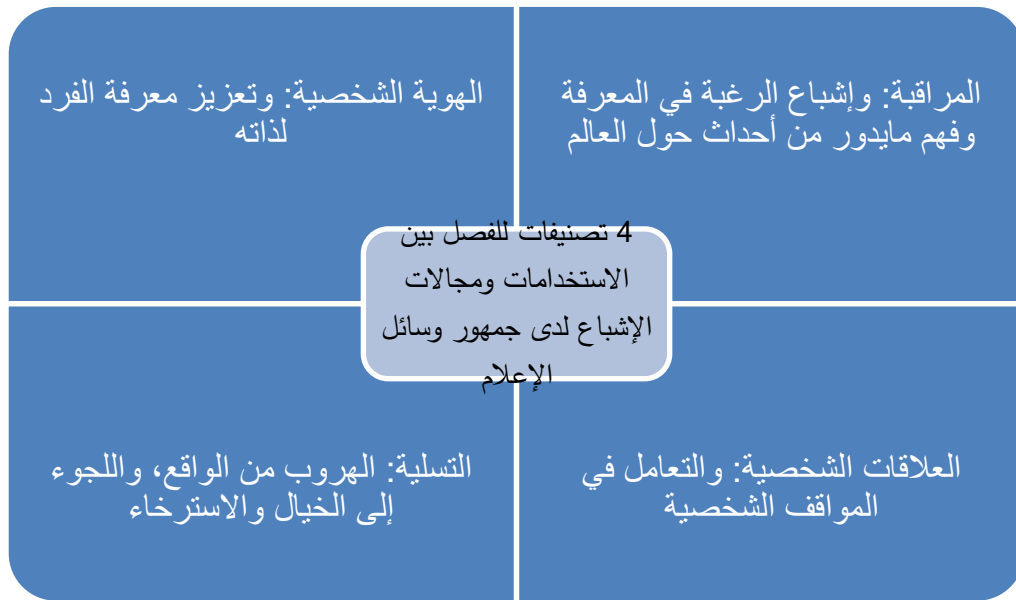 المراقبة: وإشباع الرغبة في المعرفة
وفهم مايدور من أحداث حول العالم
الهوية الشخصية: وتعزيز معرفة الفرد
لذاته
4 تصنيفات للفصل بين
الاستخدامات ومجالات
الإشباع لدى جمهور وسائل
الإعلام
العلاقات الشخصية: والتعامل في
المواقف الشخصية
التسلية: الهروب من الواقع، واللجوء
إلى الخيال والاسترخاء